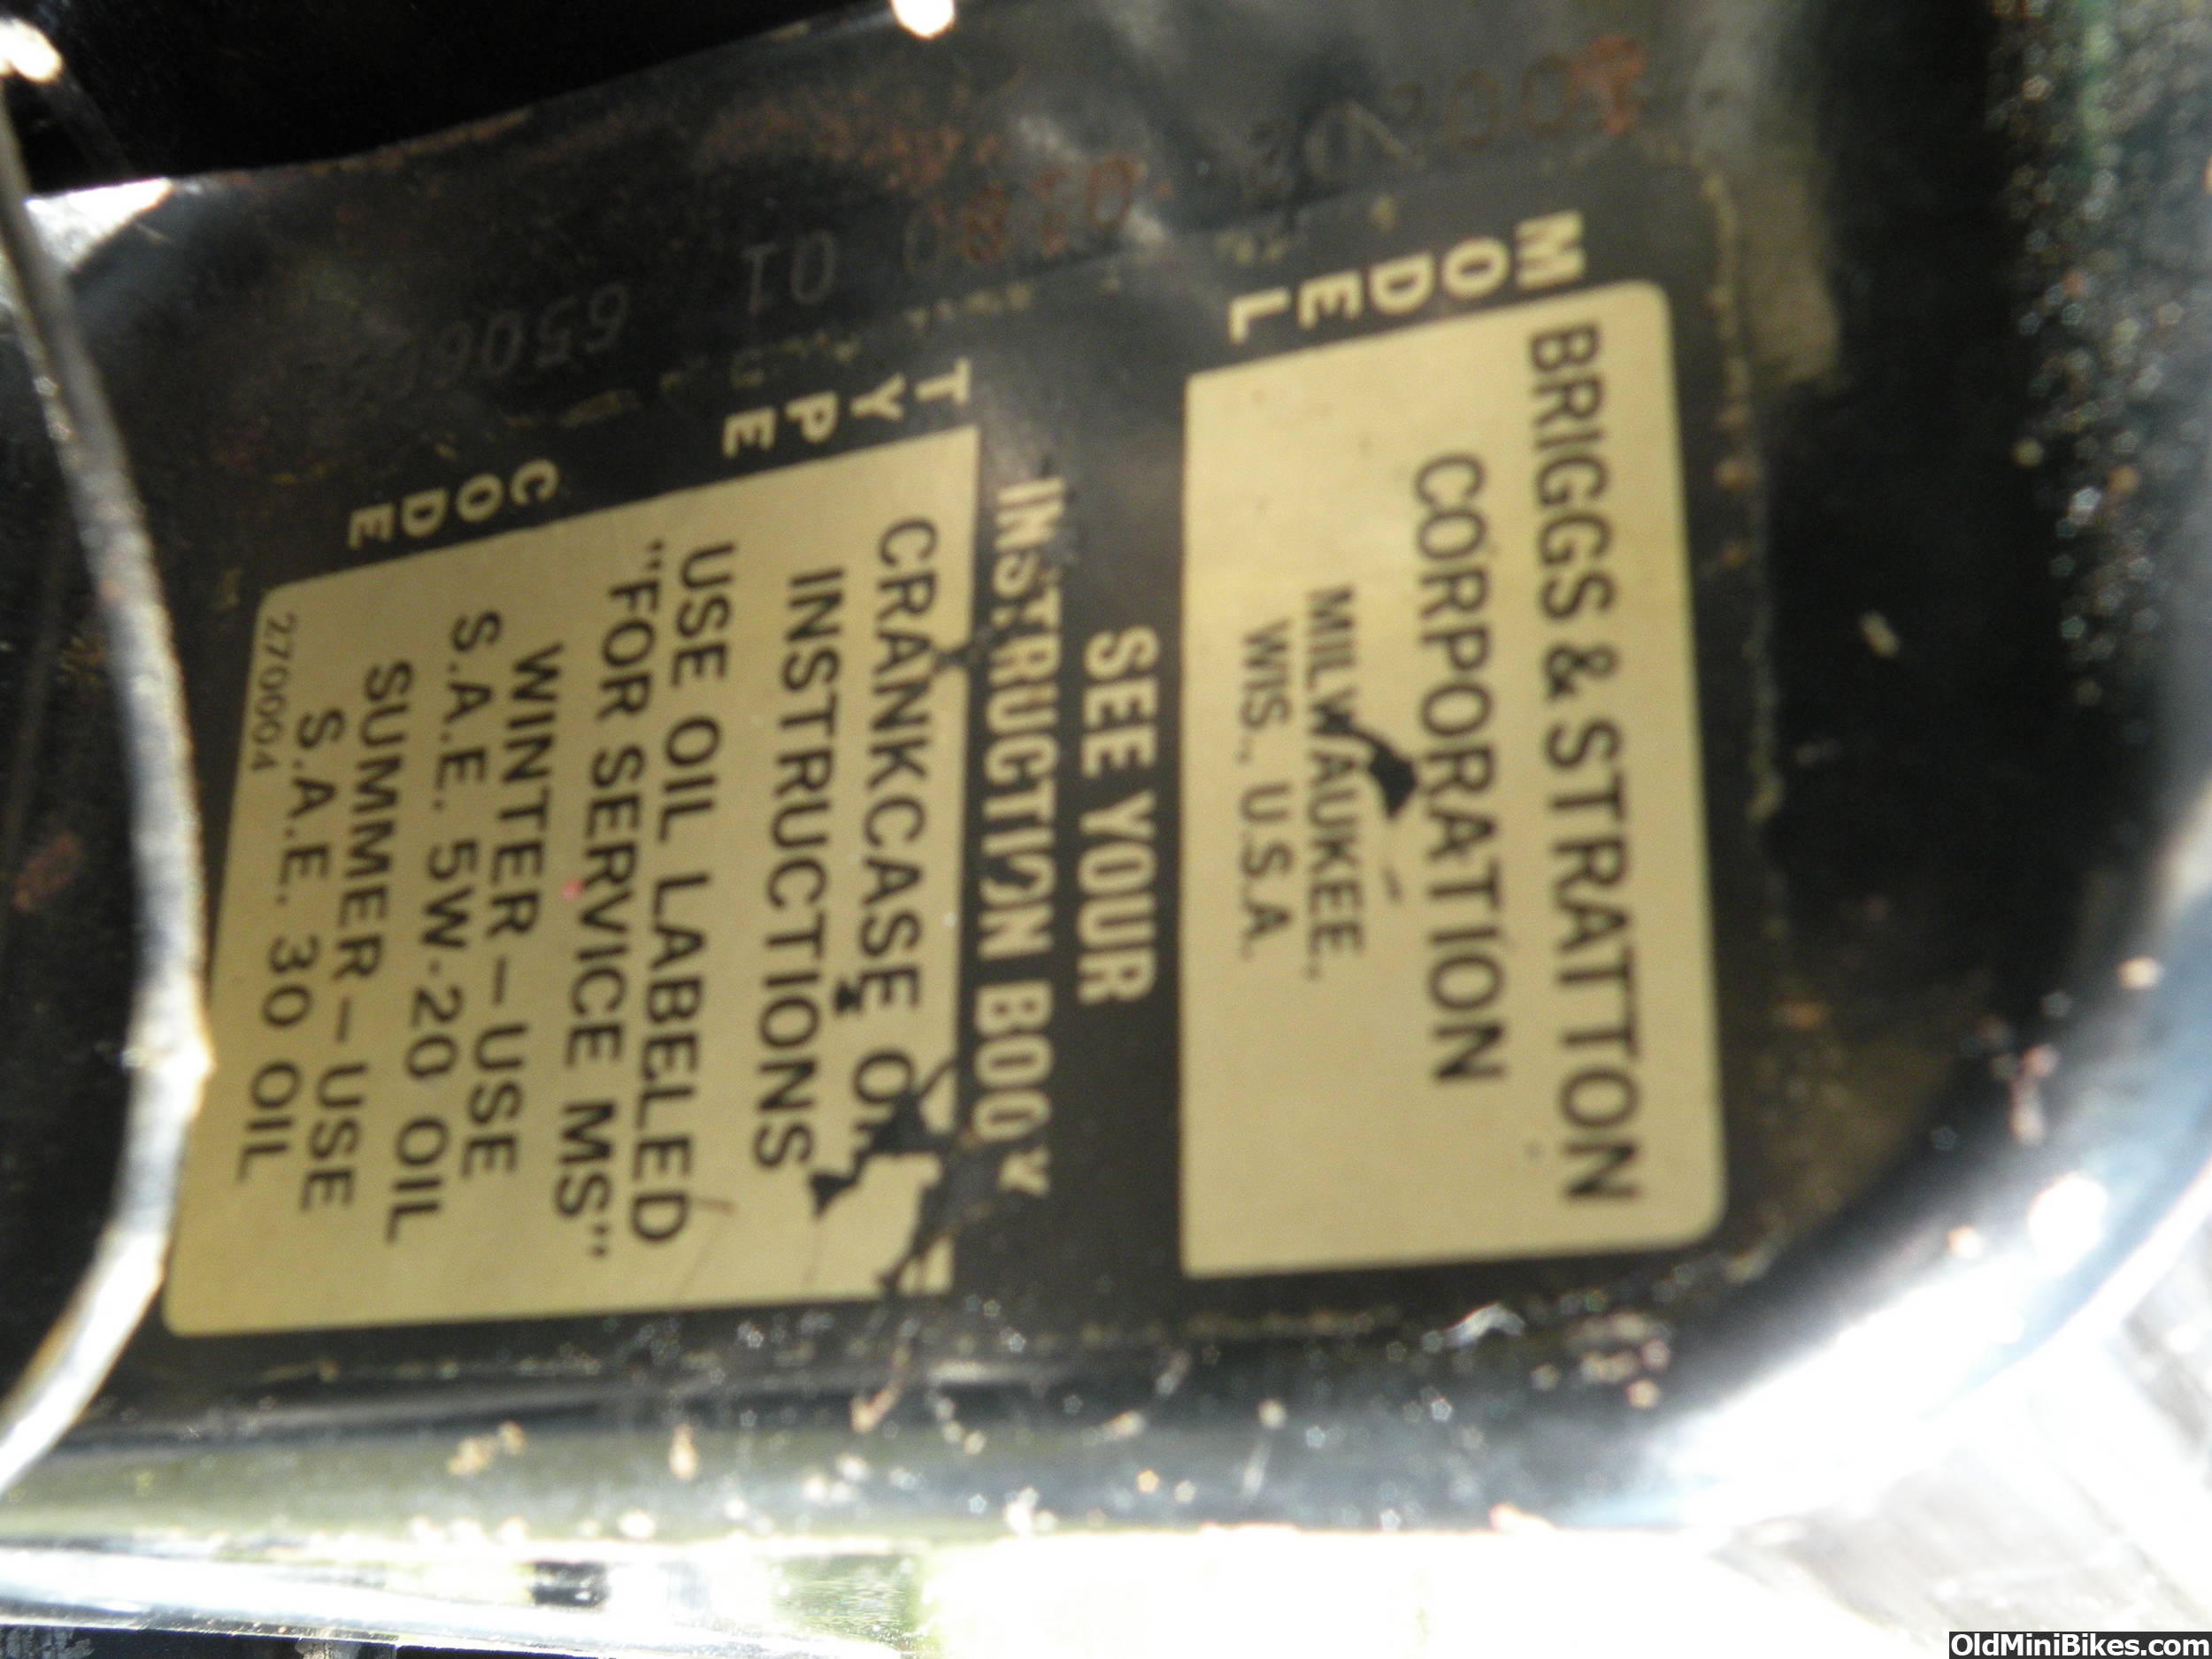 MODEL
TYPE
CODE
BRIGGS & STRATTON
CORPORATION
MILWAUKEE,
WIS., U.S.A.
SEE YOUR
INSTRUCTION BOOK
CRANKCASE
INSTRUCTIONS
USE OIL LABELED
"FOR SERVICE MS"
WINTER – USE
S.A.E. 5W-20 OIL
SUMMER – USE
S.A.E. 30 OIL
270004
OldMiniBikes.com